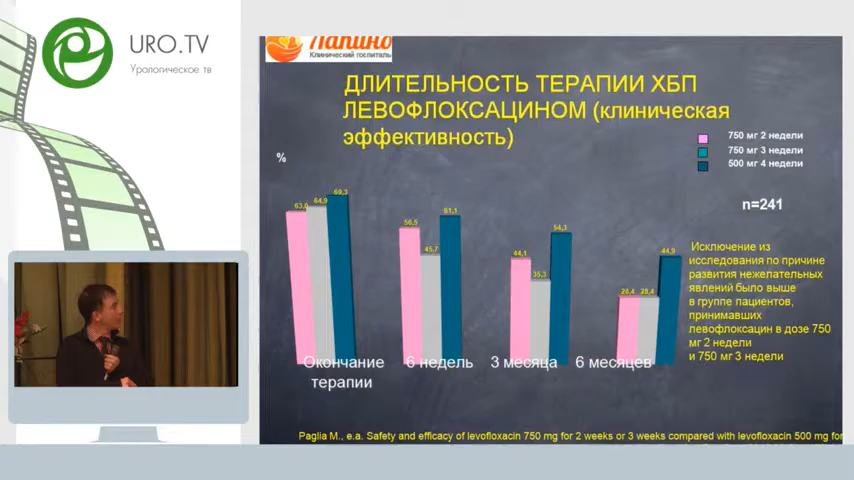 URO.TV
Урологическое тв
Лапино
Клинический госпиталь
ДЛИТЕЛЬНОСТЬ ТЕРАПИИ ХБП
ЛЕВОФЛОКСАЦИНОМ (клиническая
эффективность)
%
750 мг 2 недели
750 мг 3 недели
500 мг 4 недели
n=241
64,9 69,3
56,5 45,7 61,1
44,1 35,3 54,3
28,4 28,4 44,9
Исключение из
исследования по причине
развития нежелательных
явлений было выше
в группе пациентов,
принимавших
левофлоксацин в дозе 750
мг 2 недели
и 750 мг 3 недели
Окончание терапии
6 недель
3 месяца
6 месяцев
Paglia M., e.a. Safety and efficacy of levofloxacin 750 mg for 2 weeks or 3 weeks compared with levofloxacin 500 mg for